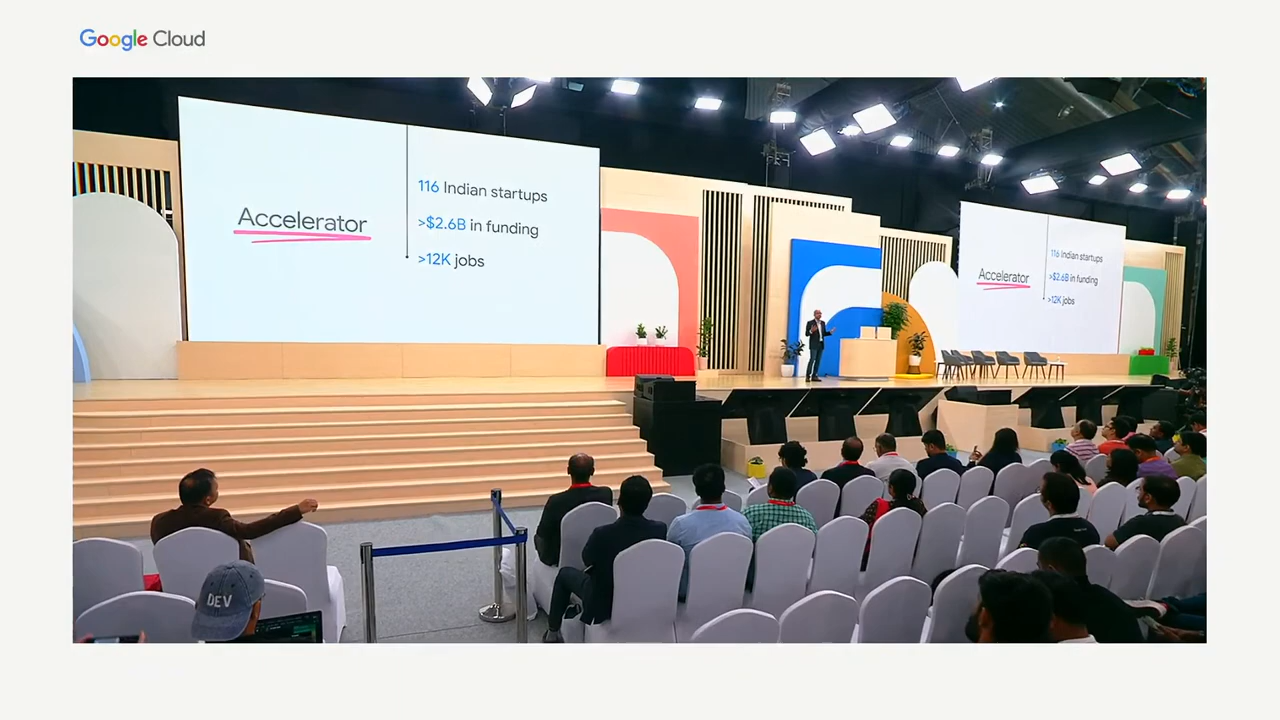 Google Cloud
Accelerator
116 Indian startups
>$2.6B in funding
>12K jobs
Accelerator
116 Indian startups
>$2.6B in funding
>12K jobs
DEV